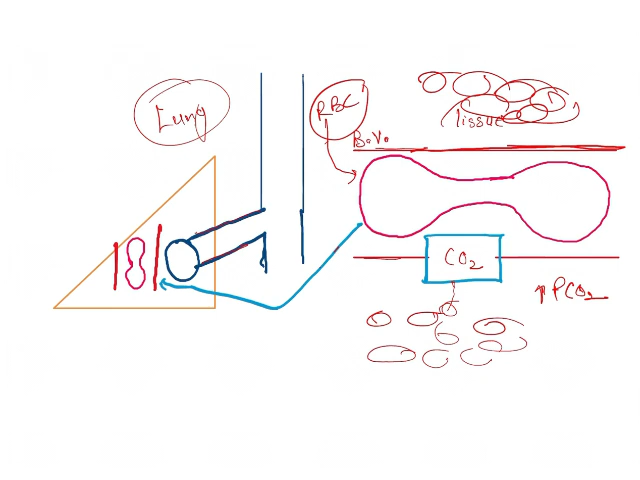 Lung
RBC
Tissue
B.V.
CO2
↑PCO2